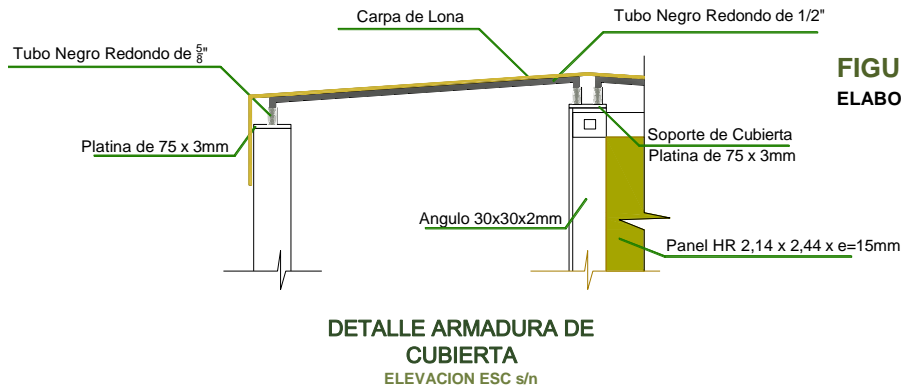 Carpa de Lona
Tubo Negro Redondo de 1/2"
Tubo Negro Redondo de 5/8"
FIGU
ELABO
Platina de 75 x 3mm
Soporte de Cubierta
Platina de 75 x 3mm
Angulo 30x30x2mm
Panel HR 2,14 x 2,44 x e=15mm
DETALLE ARMADURA DE
CUBIERTA
ELEVACION ESC s/n